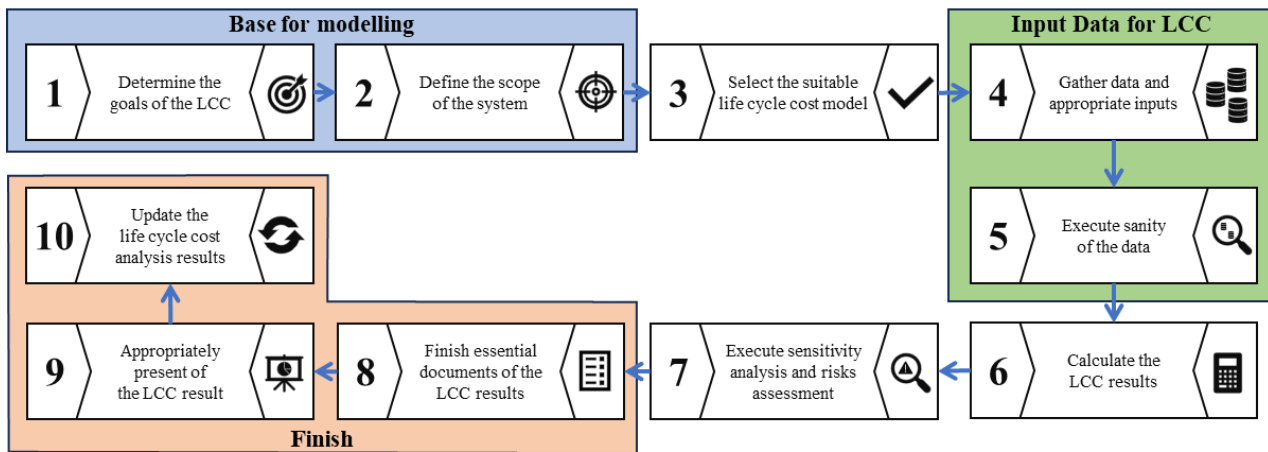 Base for modelling
Input Data for LCC
1
Determine the
goals of the LCC
2
Define the scope
of the system
3
Select the suitable
life cycle cost model
4
Gather data and
appropriate inputs
5
Execute sanity
of the data
6
Calculate the
LCC results
7
Execute sensitivity
analysis and risks
assessment
8
Finish essential
documents of the
LCC results
9
Appropriately
present of
the LCC result
10
Update the
life cycle cost
analysis results
Finish